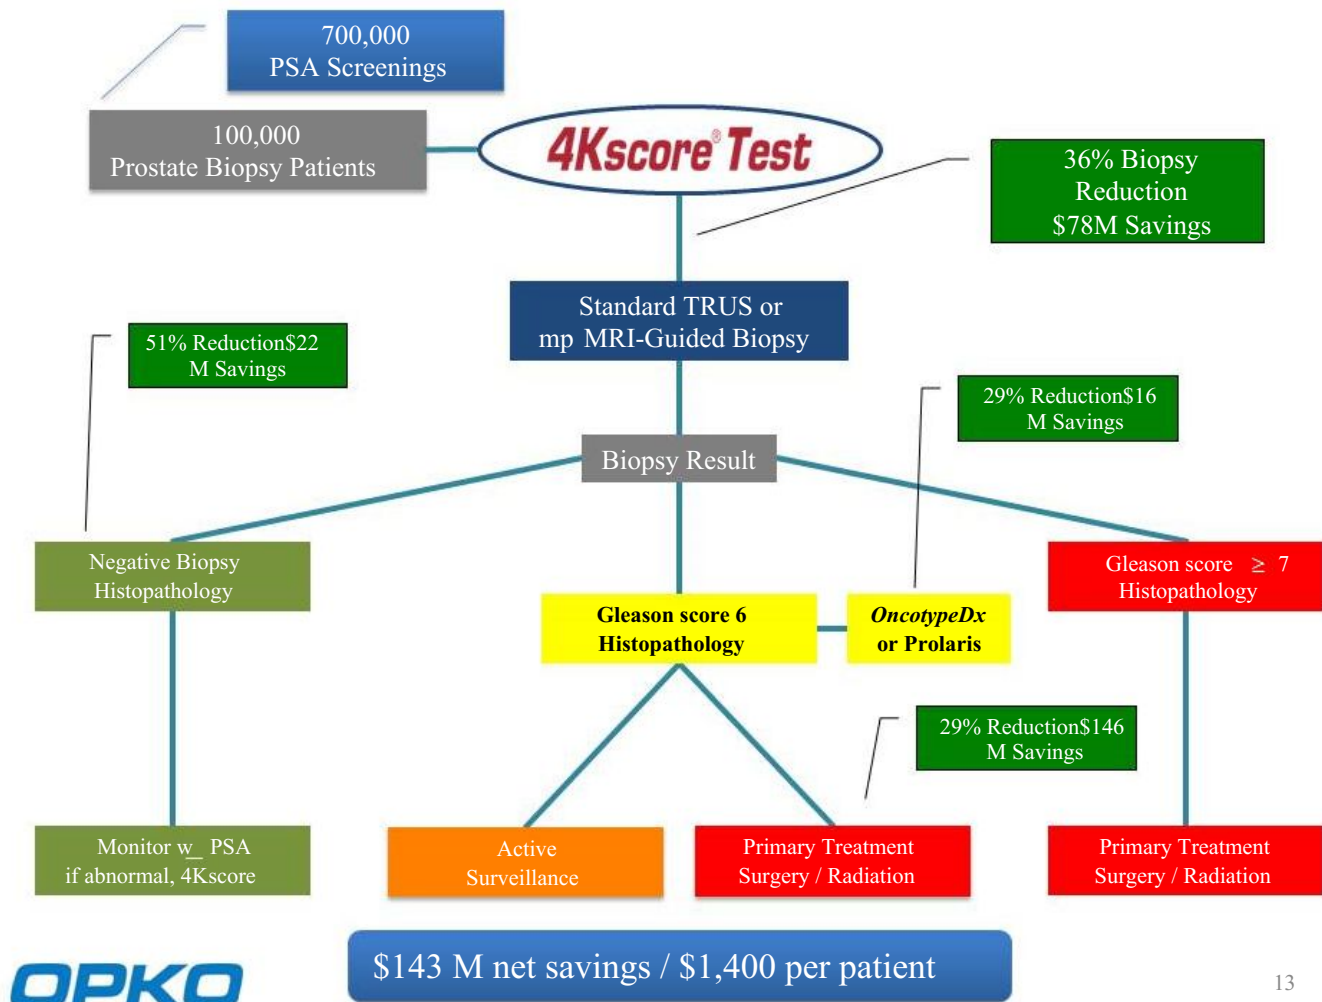 700,000
PSA Screenings
100,000
Prostate Biopsy Patients
4Kscore® Test
36% Biopsy
Reduction
$78M Savings
Standard TRUS or
mp MRI-Guided Biopsy
51% Reduction$22
M Savings
29% Reduction$16
M Savings
Biopsy Result
Negative Biopsy
Histopathology
Gleason score 6
Histopathology
OncotypeDx
or Prolaris
Gleason score ≥ 7
Histopathology
29% Reduction$146
M Savings
Monitor w_ PSA
if abnormal, 4Kscore
Active
Surveillance
Primary Treatment
Surgery / Radiation
Primary Treatment
Surgery / Radiation
OPKO
$143 M net savings / $1,400 per patient
13